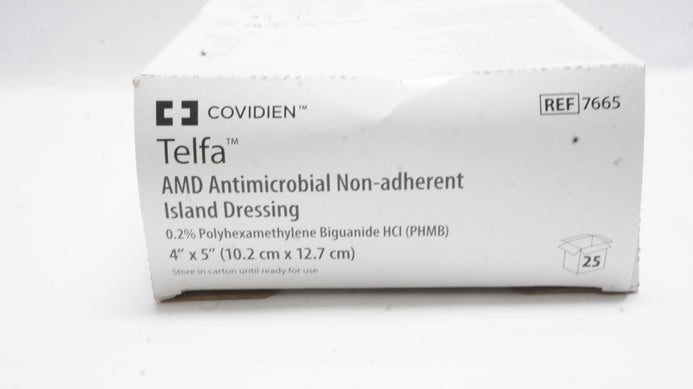 COVIDIEN™
REF 7665
Telfa™
AMD Antimicrobial Non-adherent
Island Dressing
0.2% Polyhexamethylene Biguanide HCl (PHMB)
4" x 5" (10.2 cm x 12.7 cm)
Store in carton until ready for use
25